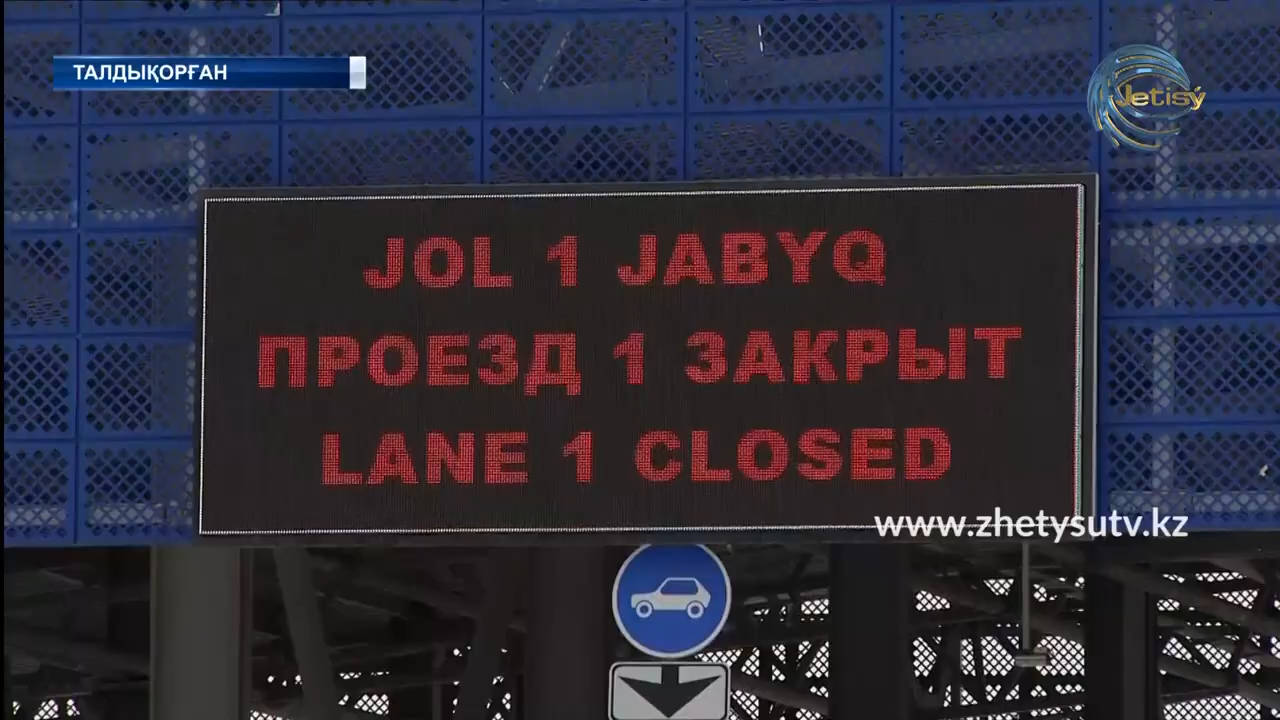 ТАЛДЫҚОРҒАН
Jetisý
JOL 1 JABYQ
ПРОЕЗД 1 ЗАКРЫТ
LANE 1 CLOSED
www.zhetysutv.kz